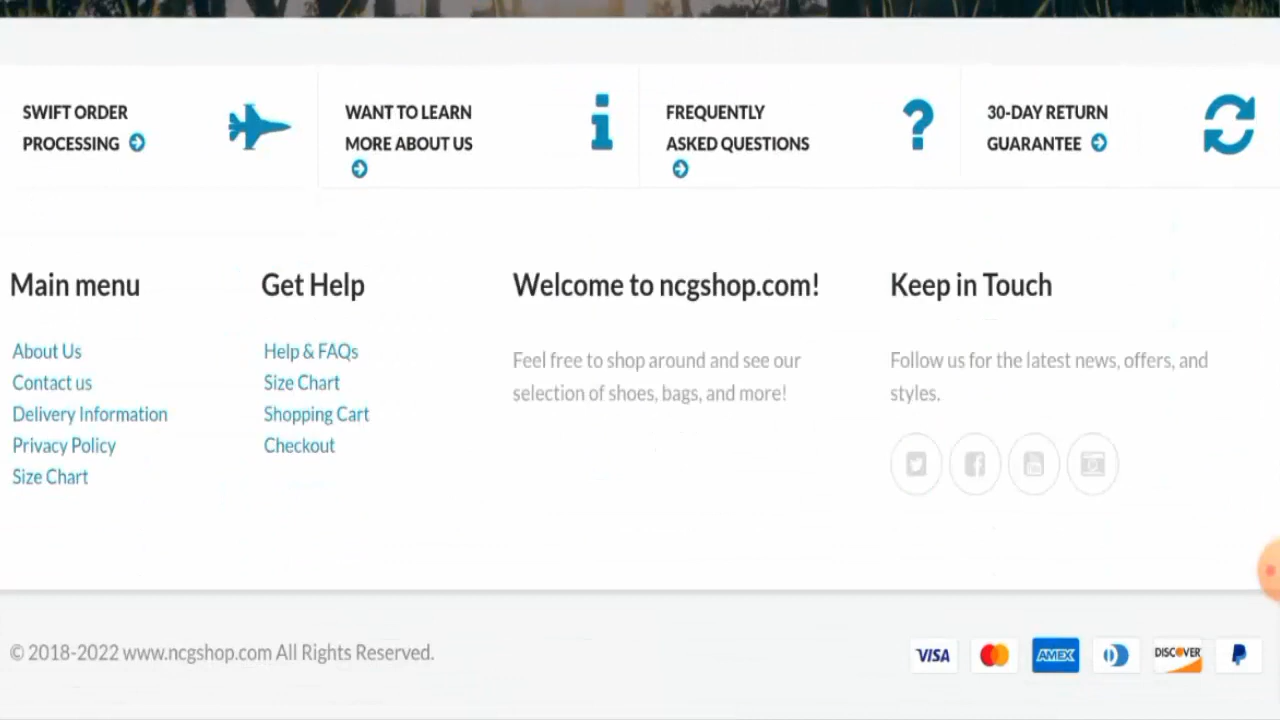 SWIFT ORDER
PROCESSING
WANT TO LEARN
MORE ABOUT US
FREQUENTLY
ASKED QUESTIONS
30-DAY RETURN
GUARANTEE
Main menu
About Us
Contact us
Delivery Information
Privacy Policy
Size Chart
Get Help
Help & FAQs
Size Chart
Shopping Cart
Checkout
Welcome to ncgshop.com!
Feel free to shop around and see our
selection of shoes, bags, and more!
Keep in Touch
Follow us for the latest news, offers, and
styles.
© 2018-2022 www.ncgshop.com All Rights Reserved.
VISA
AMEX
DISCOVER